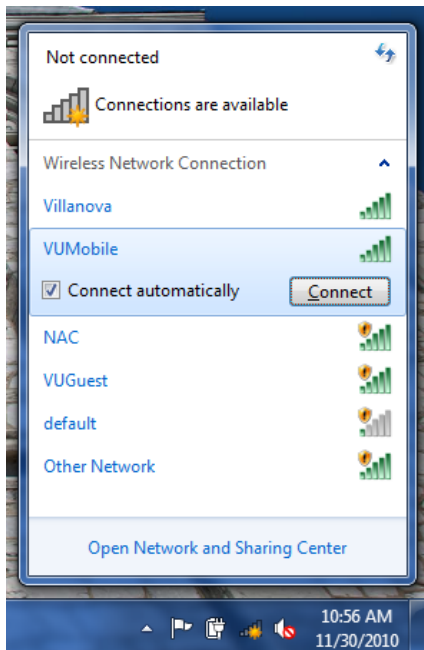 Not connected
Connections are available
Wireless Network Connection
Villanova
VUMobile
Connect automatically
Connect
NAC
VUGuest
default
Other Network
Open Network and Sharing Center
10:56 AM
11/30/2010